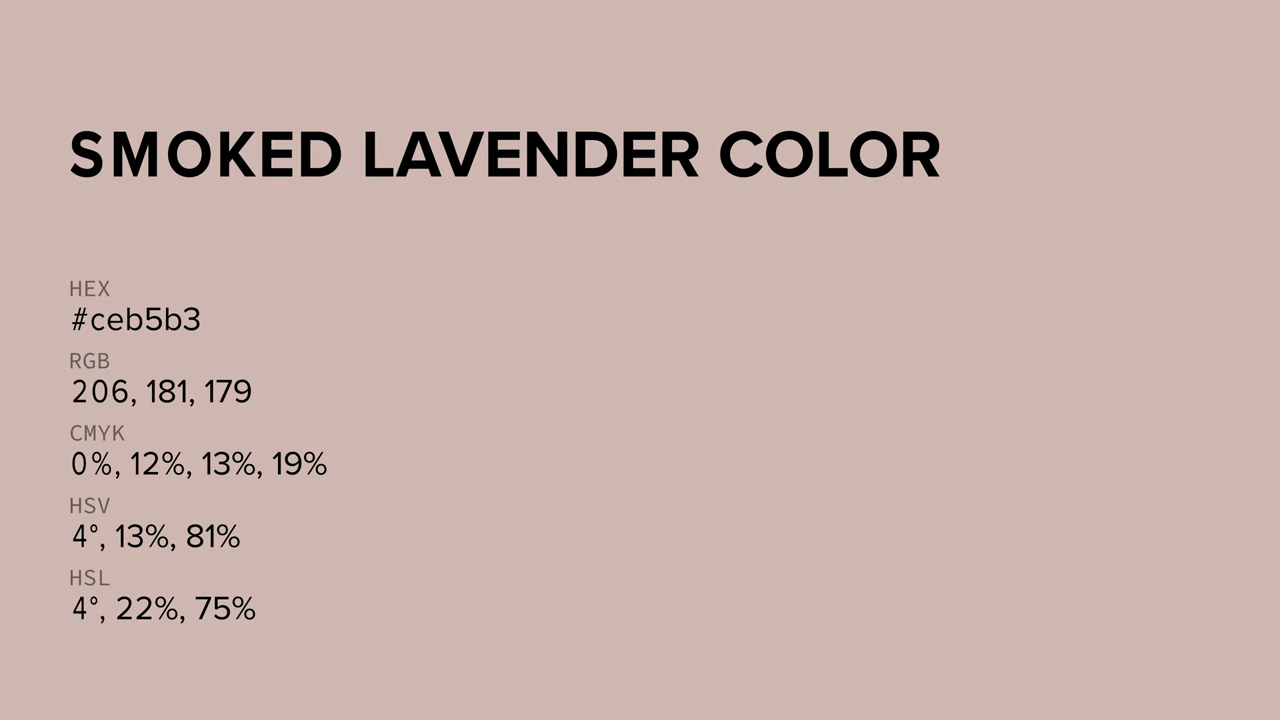 SMOKED LAVENDER COLOR
HEX
#ceb5b3
RGB
206, 181, 179
CMYK
0%, 12%, 13%, 19%
HSV
4°, 13%, 81%
HSL
4°, 22%, 75%